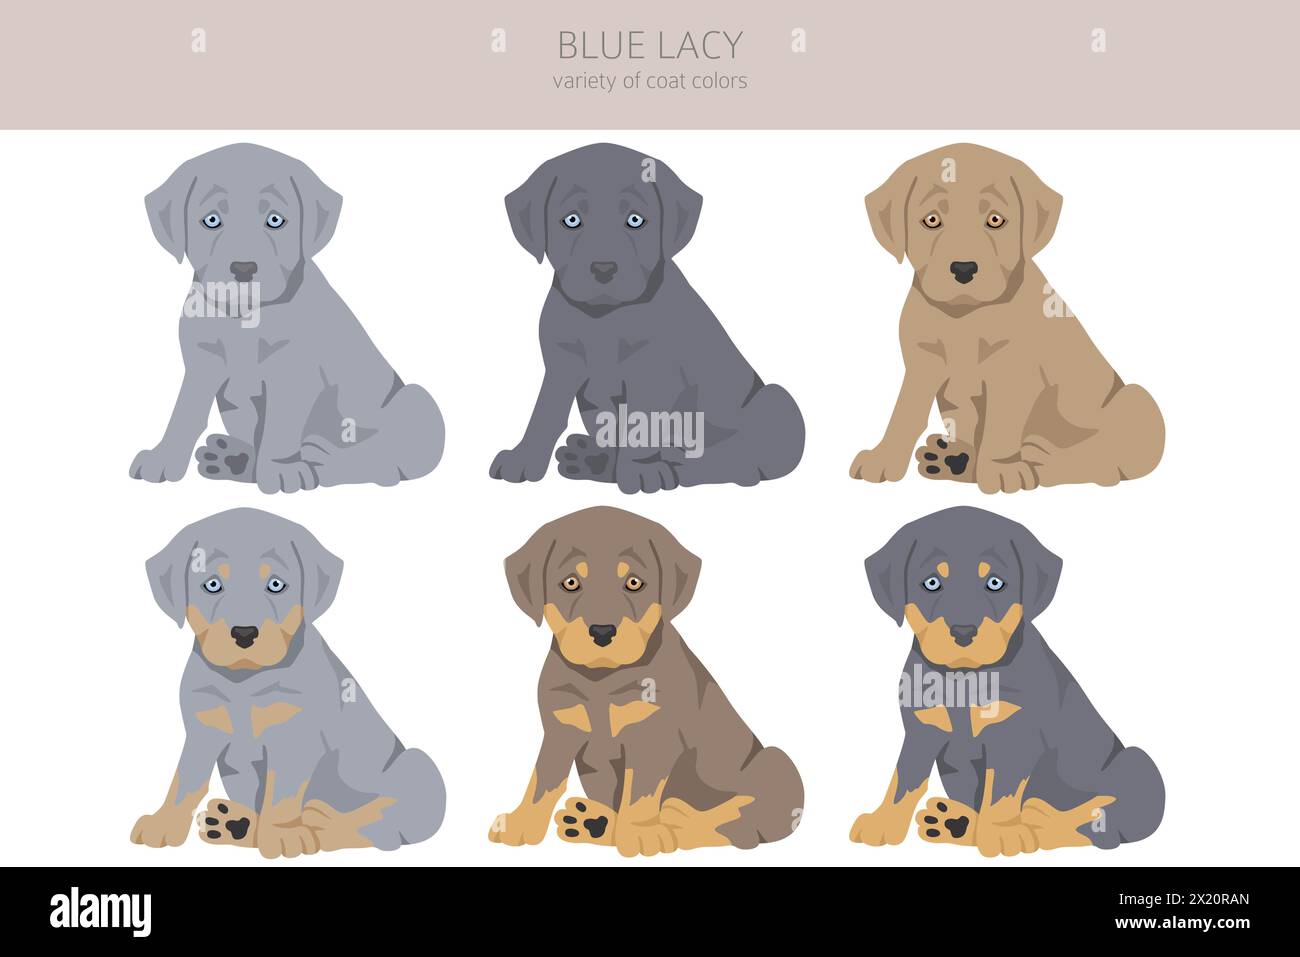 BLUE LACY
variety of coat colors
a a a a
alamy
alamy
a a
a
a
a
alamy
a a a
alamy
Image ID: 2X20RAN
www.alamy.com